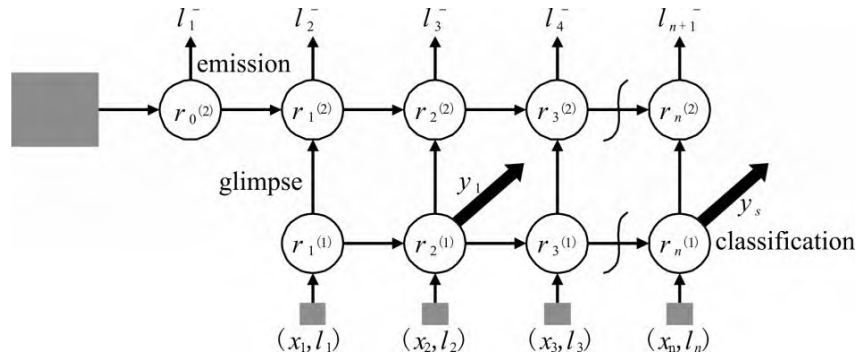 l₁ l₂ l₃ l₄ lₙ₊₁
emission
r₀⁽²⁾ r₁⁽²⁾ r₂⁽²⁾ r₃⁽²⁾ rₙ⁽²⁾
glimpse
y₁ yₛ
r₁⁽¹⁾ r₂⁽¹⁾ r₃⁽¹⁾ rₙ⁽¹⁾ classification
(x₁,l₁) (x₂,l₂) (x₃,l₃) (xₙ,lₙ)